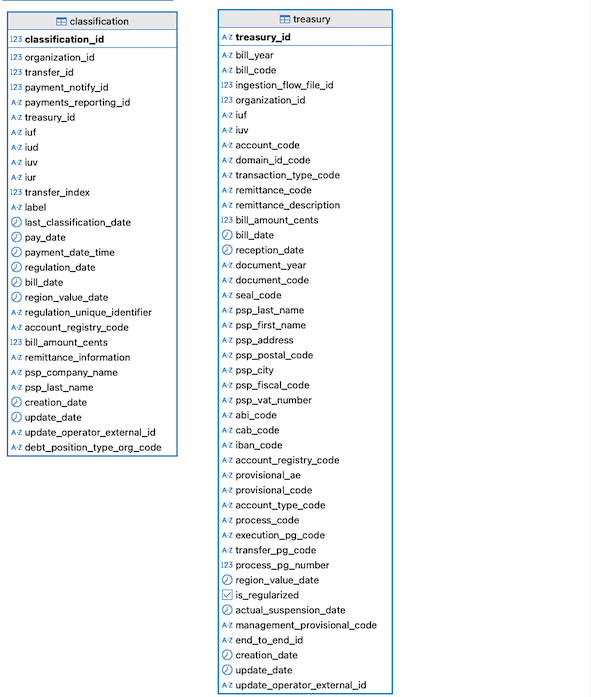 classification
123 classification_id
123 organization_id
123 transfer_id
123 payment_notify_id
A-Z payments_reporting_id
A-Z treasury_id
A-Z iuf
A-Z iud
A-Z iuv
A-Z iur
123 transfer_index
A-Z label
last_classification_date
pay_date
payment_date_time
regulation_date
bill_date
region_value_date
A-Z regulation_unique_identifier
A-Z account_registry_code
123 bill_amount_cents
A-Z remittance_information
A-Z psp_company_name
A-Z psp_last_name
creation_date
update_date
A-Z update_operator_external_id
A-Z debt_position_type_org_code
treasury
A-Z treasury_id
A-Z bill_year
A-Z bill_code
123 ingestion_flow_file_id
123 organization_id
A-Z iuf
A-Z iuv
A-Z account_code
A-Z domain_id_code
A-Z transaction_type_code
A-Z remittance_code
A-Z remittance_description
123 bill_amount_cents
bill_date
reception_date
A-Z document_year
A-Z document_code
A-Z seal_code
A-Z psp_last_name
A-Z psp_first_name
A-Z psp_address
A-Z psp_postal_code
A-Z psp_city
A-Z psp_fiscal_code
A-Z psp_vat_number
A-Z abi_code
A-Z cab_code
A-Z iban_code
A-Z account_registry_code
A-Z provisional_ae
A-Z provisional_code
A-Z account_type_code
A-Z process_code
A-Z execution_pg_code
A-Z transfer_pg_code
123 process_pg_number
region_value_date
is_regularized
actual_suspension_date
A-Z management_provisional_code
A-Z end_to_end_id
creation_date
update_date
A-Z update_operator_external_id